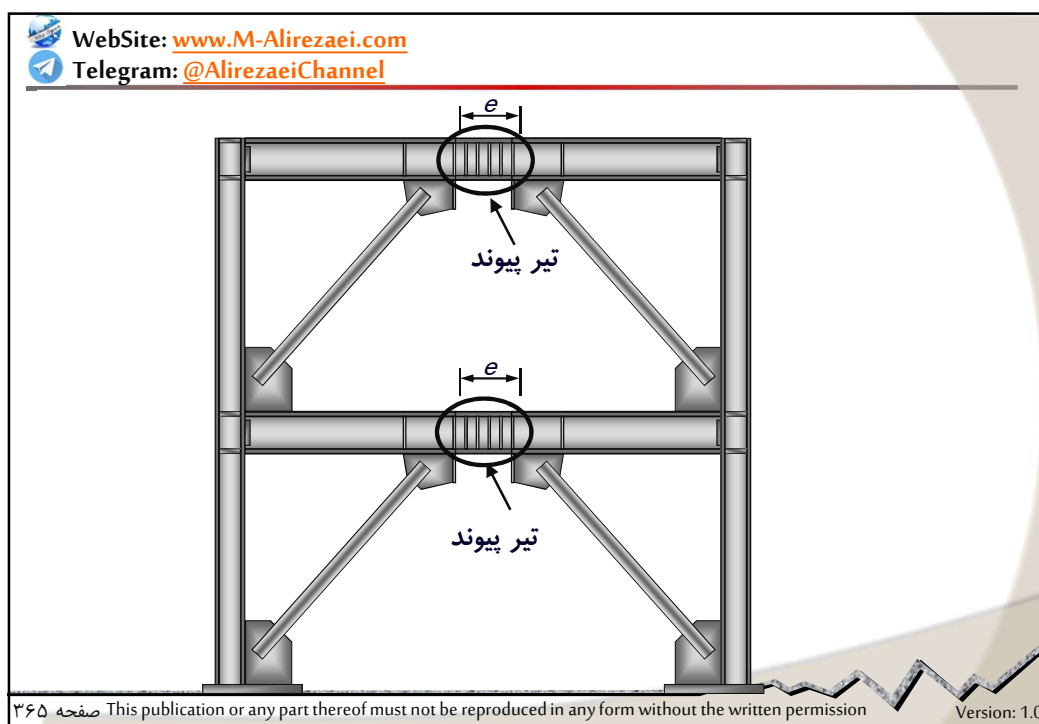 WebSite: www.M-Alirezaei.com
Telegram: @AlirezaeiChannel
e
تیر پیوند
e
تیر پیوند
صفحه ۳۶۵ This publication or any part thereof must not be reproduced in any form without the written permission Version: 1.0